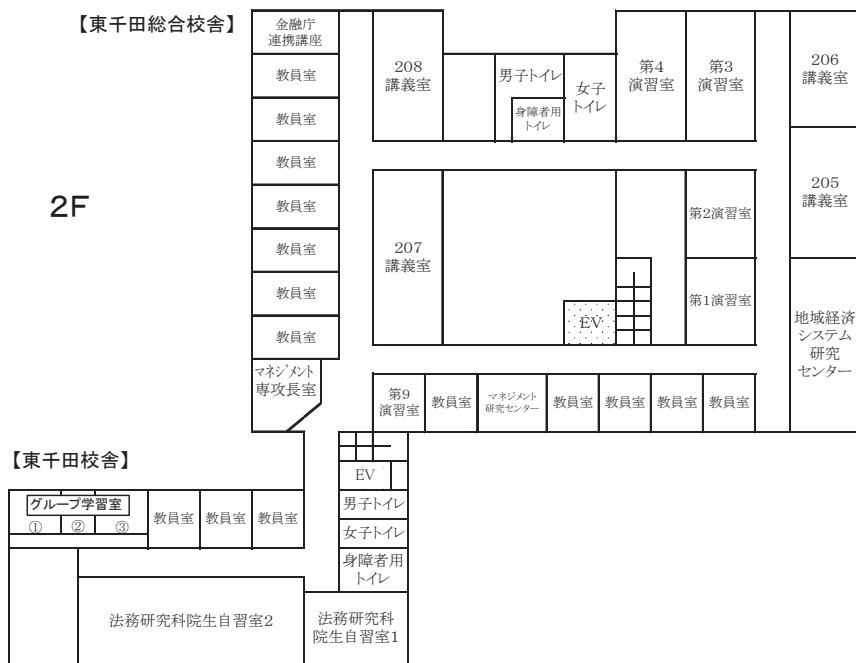 【東千田総合校舎】
2F
金融庁
連携講座
教員室
教員室
教員室
教員室
教員室
教員室
教員室
マネジメント
専攻長室
208
講義室
男子トイレ
身障者用
トイレ
女子
トイレ
第4
演習室
第3
演習室
206
講義室
205
講義室
207
講義室
第2演習室
第1演習室
EV
地域経済
システム
研究
センター
第9
演習室
教員室
マネジメント
研究センター
教員室
教員室
教員室
教員室
【東千田校舎】
グループ学習室
① ② ③
教員室
教員室
教員室
EV
男子トイレ
女子トイレ
身障者用
トイレ
法務研究科院生自習室2
法務研究科
院生自習室1